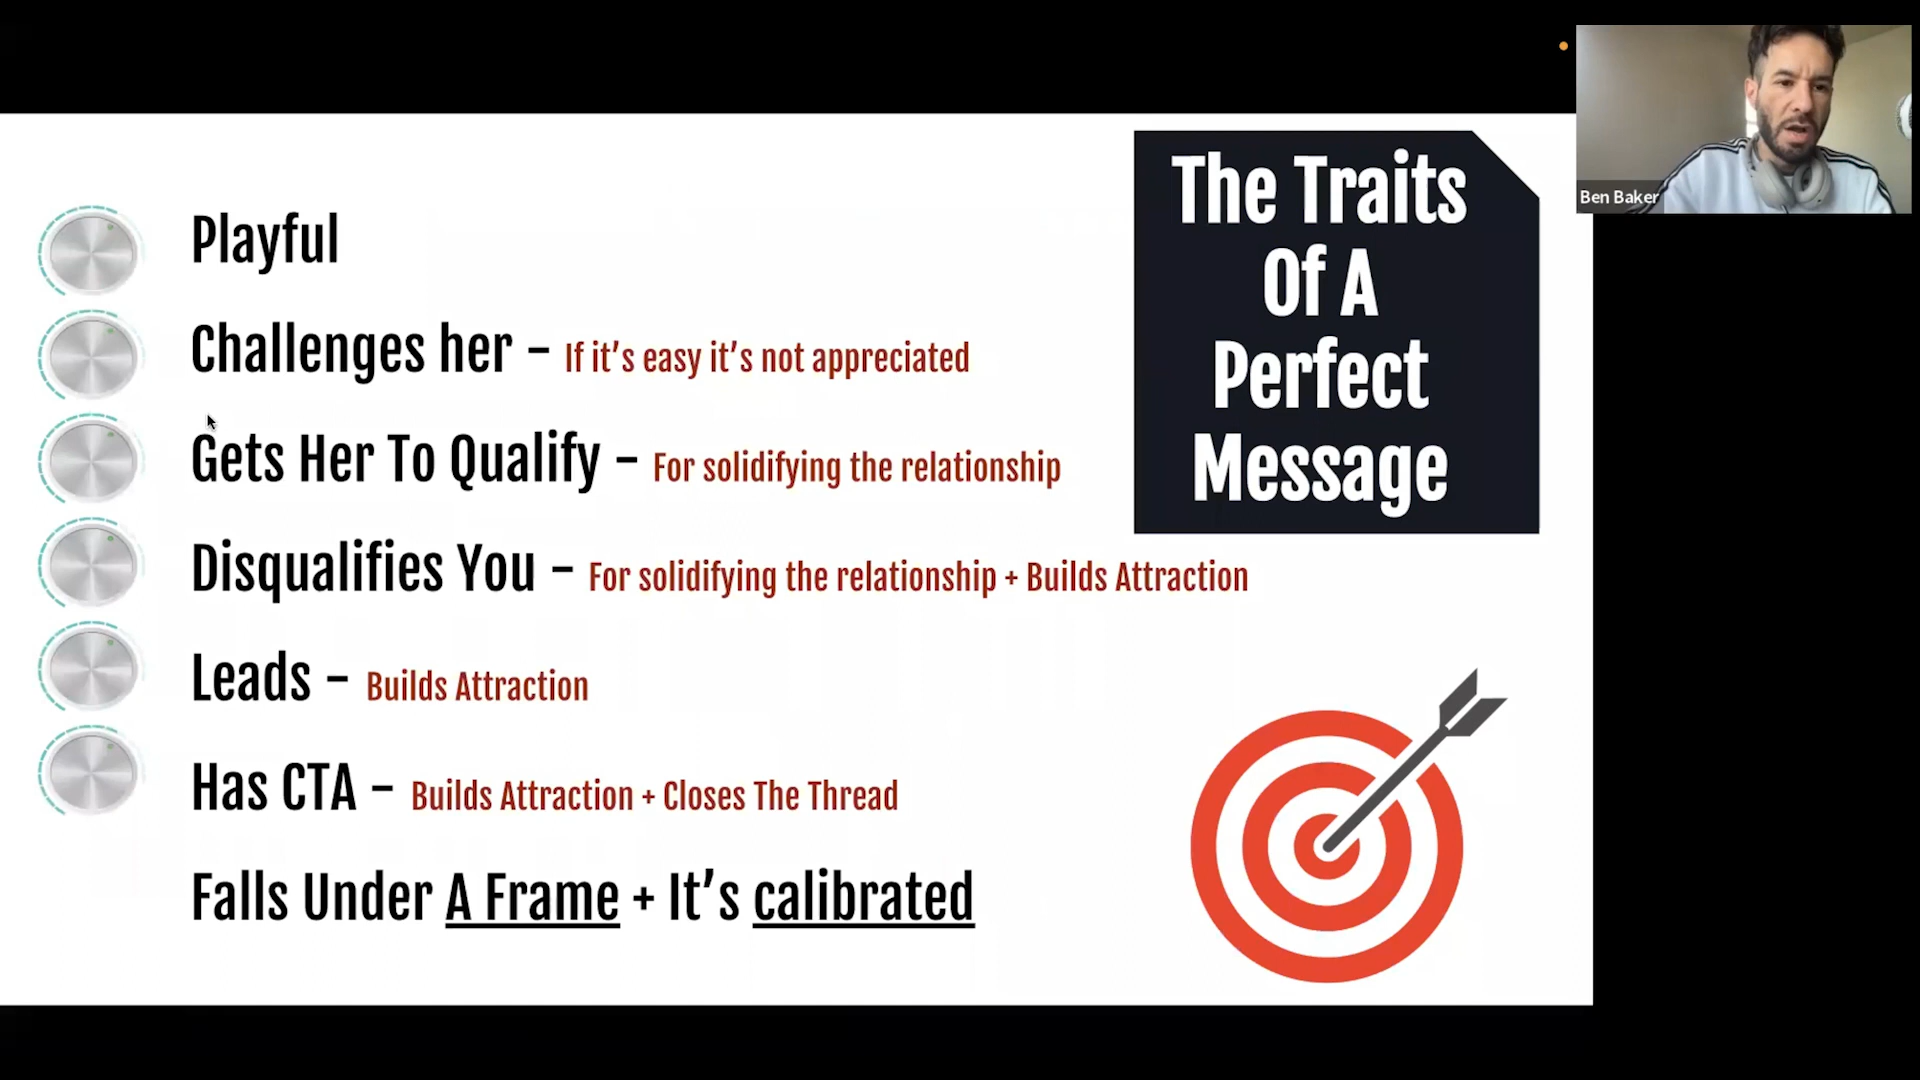 The Traits
Of A
Perfect
Message
Ben Baker
Playful
Challenges her – If it's easy it's not appreciated
Gets Her To Qualify – For solidifying the relationship
Disqualifies You – For solidifying the relationship + Builds Attraction
Leads – Builds Attraction
Has CTA – Builds Attraction + Closes The Thread
Falls Under A Frame + It's calibrated